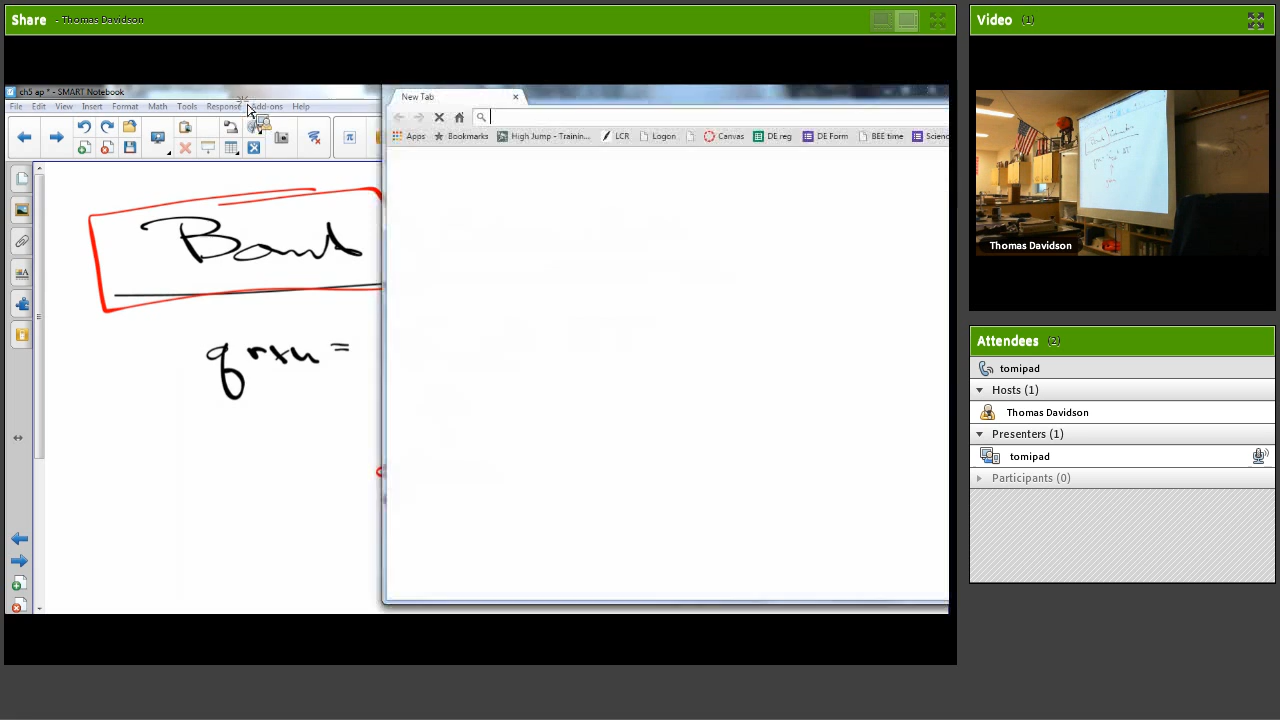 Share - Thomas Davidson
Video (1)
ch5 ap * - SMART Notebook
File Edit View Insert Format Math Tools Response Add-ons Help
New Tab
Apps Bookmarks High Jump - Trainin... LCR Logon Canvas DE reg DE Form BEE time Scienc
Bomb
q rxn =
Thomas Davidson
Attendees (2)
tomipad
Hosts (1)
Thomas Davidson
Presenters (1)
tomipad
Participants (0)